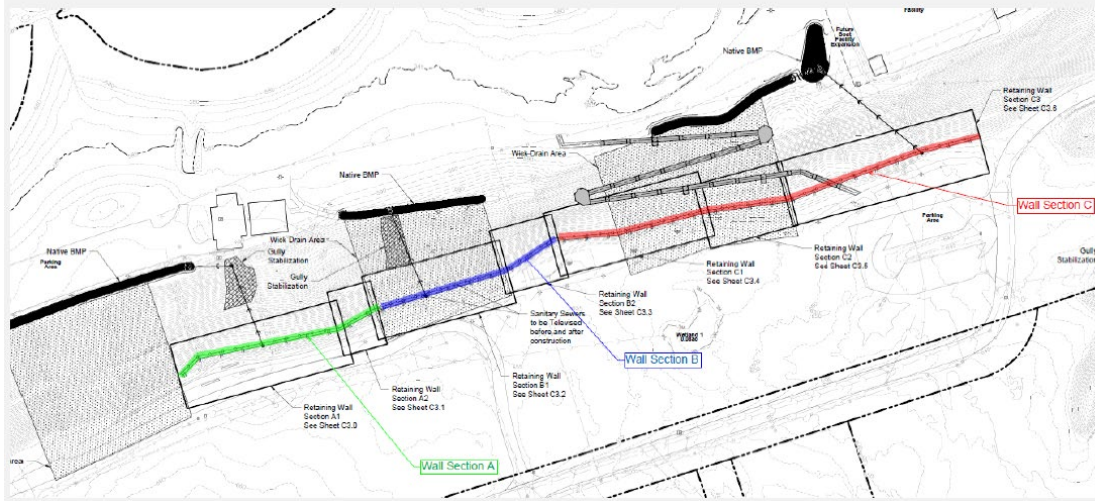 Facility
Future
Boat
Facility
Expansion
Native BMP
Retaining Wall
Section C3
See Sheet C3.6
Wick-Drain Area
Native BMP
Wall Section C
Parking
Area
Native BMP
Parking
Area
Gully
Stabilization
Wick Drain Area
Gully
Stabilization
Gully
Stabilization
Retaining Wall
Section C2
See Sheet C3.5
Retaining Wall
Section C1
See Sheet C3.4
Retaining Wall
Section B2
See Sheet C3.3
Sanitary Sewers
to be Televised
before and after
construction
Wetland 1
Wall Section B
Retaining Wall
Section B1
See Sheet C3.2
Retaining Wall
Section A2
See Sheet C3.1
Retaining Wall
Section A1
See Sheet C3.0
Wall Section A
Area